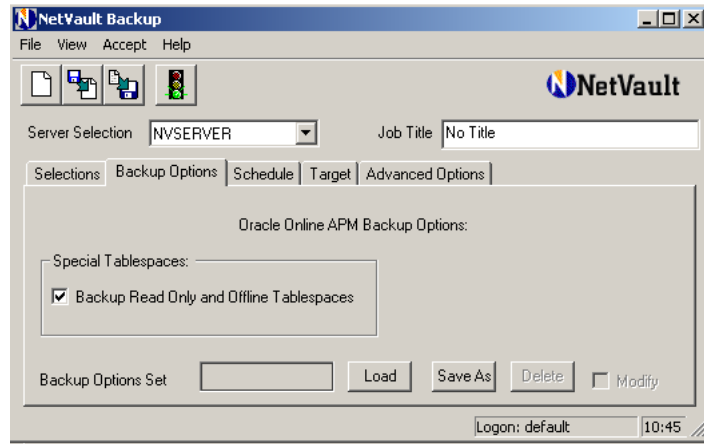 NetVault Backup
File View Accept Help
NetVault
Server Selection NVSERVER Job Title No Title
Selections Backup Options Schedule Target Advanced Options
Oracle Online APM Backup Options:
Special Tablespaces:
Backup Read Only and Offline Tablespaces
Backup Options Set Load Save As Delete Modify
Logon: default 10:45